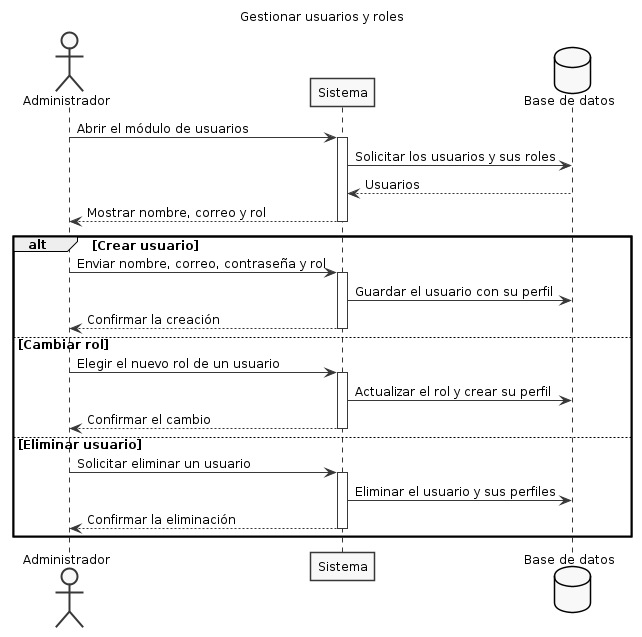 Gestionar usuarios y roles
Administrador
Sistema
Base de datos
Abrir el módulo de usuarios
Solicitar los usuarios y sus roles
Usuarios
Mostrar nombre, correo y rol
alt [Crear usuario]
Enviar nombre, correo, contraseña y rol
Guardar el usuario con su perfil
Confirmar la creación
[Cambiar rol]
Elegir el nuevo rol de un usuario
Actualizar el rol y crear su perfil
Confirmar el cambio
[Eliminar usuario]
Solicitar eliminar un usuario
Eliminar el usuario y sus perfiles
Confirmar la eliminación
Administrador
Sistema
Base de datos